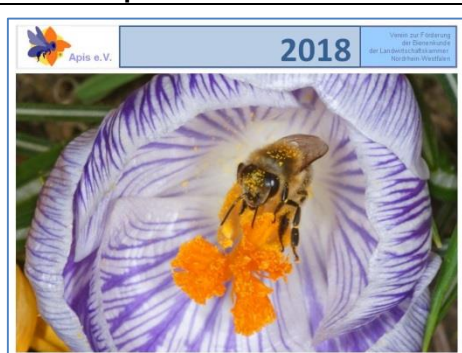 Apis e.V.
2018
Verein zur Förderung
der Bienenkunde
der Landwirtschaftskammer
Nordrhein-Westfalen